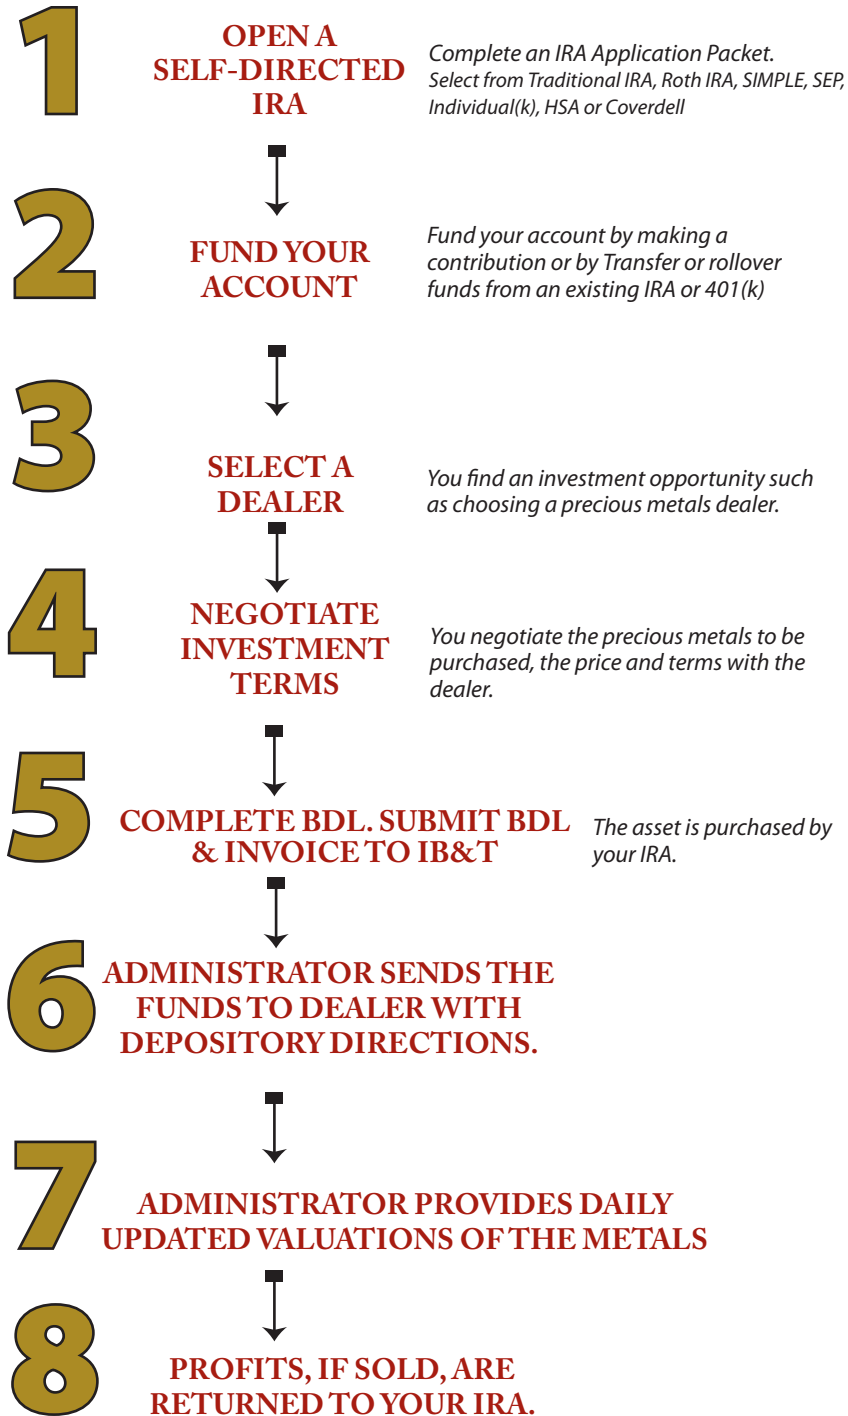 1
OPEN A
SELF-DIRECTED
IRA
Complete an IRA Application Packet.
Select from Traditional IRA, Roth IRA, SIMPLE, SEP,
Individual(k), HSA or Coverdell
2
FUND YOUR
ACCOUNT
Fund your account by making a
contribution or by Transfer or rollover
funds from an existing IRA or 401(k)
3
SELECT A
DEALER
You find an investment opportunity such
as choosing a precious metals dealer.
4
NEGOTIATE
INVESTMENT
TERMS
You negotiate the precious metals to be
purchased, the price and terms with the
dealer.
5
COMPLETE BDL. SUBMIT BDL
& INVOICE TO IB&T
The asset is purchased by
your IRA.
6
ADMINISTRATOR SENDS THE
FUNDS TO DEALER WITH
DEPOSITORY DIRECTIONS.
7
ADMINISTRATOR PROVIDES DAILY
UPDATED VALUATIONS OF THE METALS
8
PROFITS, IF SOLD, ARE
RETURNED TO YOUR IRA.